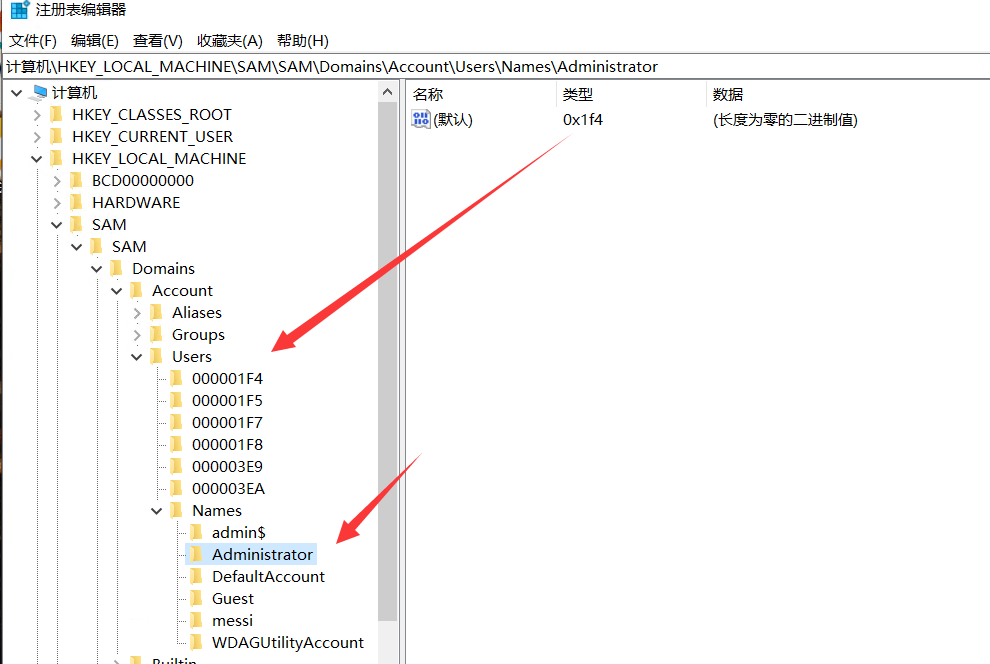 注册表编辑器
文件(F) 编辑(E) 查看(V) 收藏夹(A) 帮助(H)
计算机\HKEY_LOCAL_MACHINE\SAM\SAM\Domains\Account\Users\Names\Administrator
计算机
HKEY_CLASSES_ROOT
HKEY_CURRENT_USER
HKEY_LOCAL_MACHINE
BCD00000000
HARDWARE
SAM
SAM
Domains
Account
Aliases
Groups
Users
000001F4
000001F5
000001F7
000001F8
000003E9
000003EA
Names
admin$
Administrator
DefaultAccount
Guest
messi
WDAGUtilityAccount
Builtin
名称 类型 数据
(默认) 0x1f4 (长度为零的二进制值)